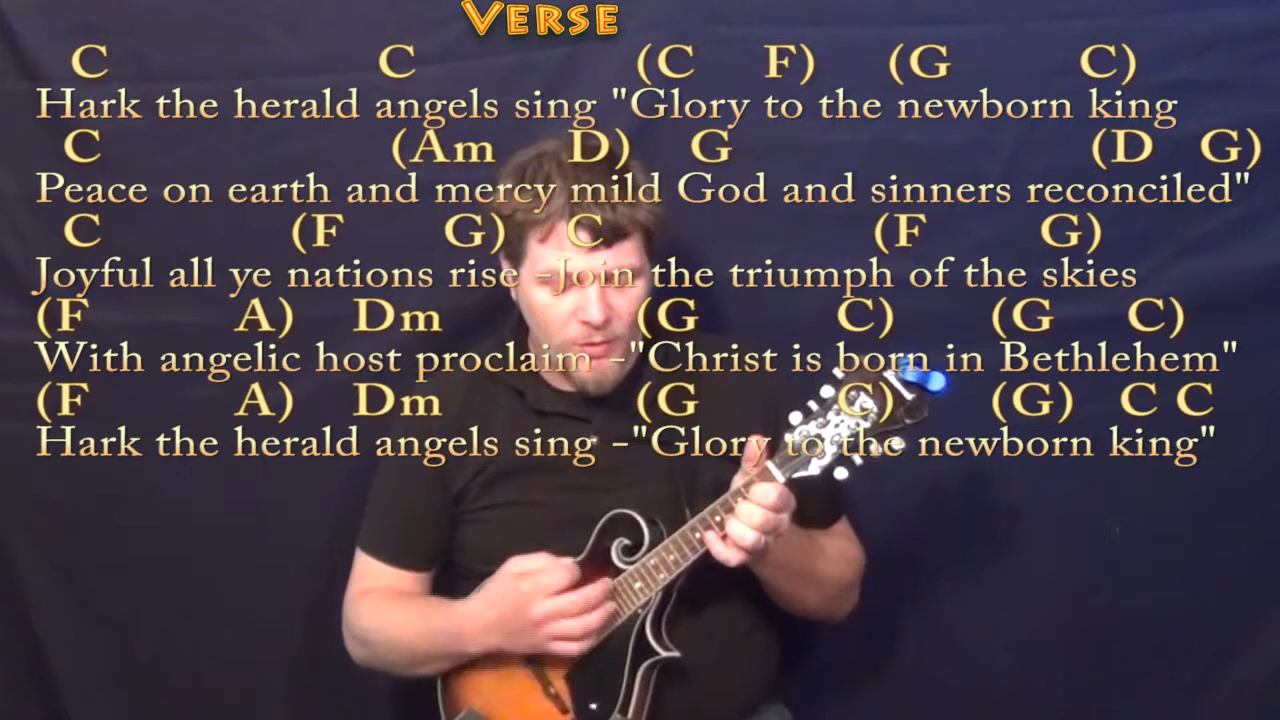 VERSE
C C (C F) (G C)
Hark the herald angels sing "Glory to the newborn king
C (Am D) G (D G)
Peace on earth and mercy mild God and sinners reconciled"
C (F G) C (F G)
Joyful all ye nations rise -Join the triumph of the skies
(F A) Dm (G C) (G C)
With angelic host proclaim -"Christ is born in Bethlehem"
(F A) Dm (G C) (G) C C
Hark the herald angels sing -"Glory to the newborn king"